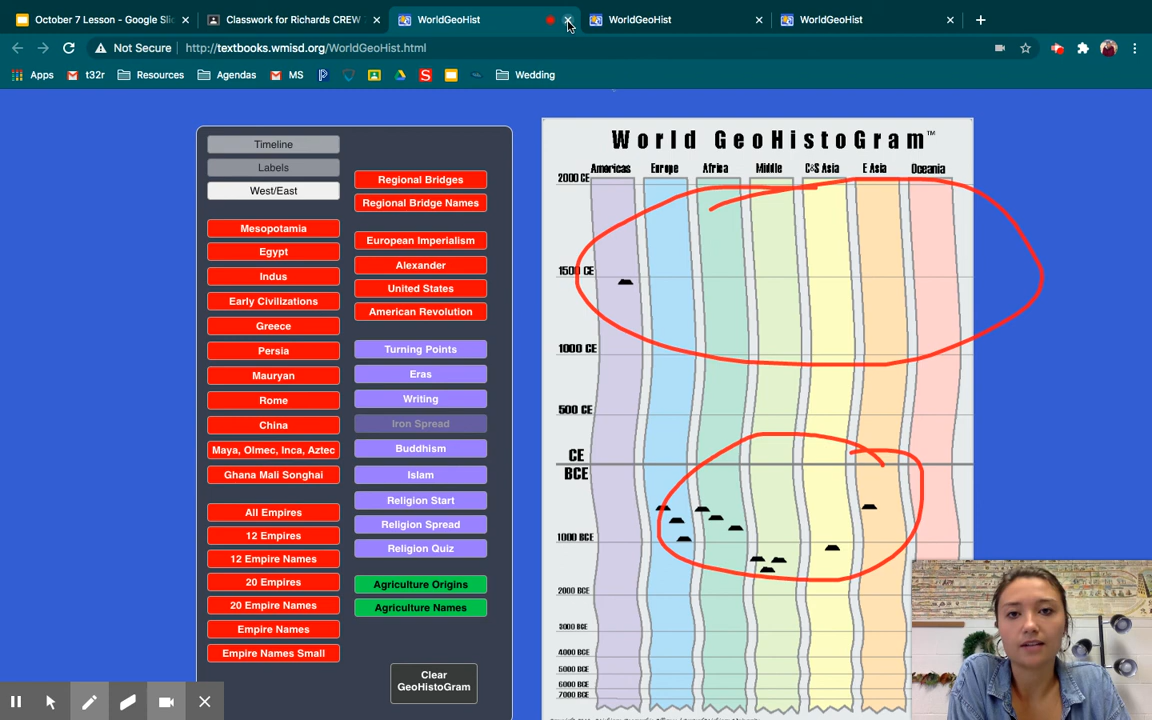 October 7 Lesson - Google Slid
Classwork for Richards CREW
WorldGeoHist
WorldGeoHist
WorldGeoHist
Not Secure
http://textbooks.wmisd.org/WorldGeoHist.html
Apps
t32r
Resources
Agendas
MS
Wedding
Timeline
Labels
West/East
Mesopotamia
Egypt
Indus
Early Civilizations
Greece
Persia
Mauryan
Rome
China
Maya, Olmec, Inca, Aztec
Ghana Mali Songhai
All Empires
12 Empires
12 Empire Names
20 Empires
20 Empire Names
Empire Names
Empire Names Small
Regional Bridges
Regional Bridge Names
European Imperialism
Alexander
United States
American Revolution
Turning Points
Eras
Writing
Iron Spread
Buddhism
Islam
Religion Start
Religion Spread
Religion Quiz
Agriculture Origins
Agriculture Names
Clear
GeoHistoGram
World GeoHistoGram™
Americas Europe Africa Middle C&S Asia E Asia Oceania
2000 CE
1500 CE
1000 CE
500 CE
CE
BCE
1000 BCE
2000 BCE
3000 BCE
4000 BCE
5000 BCE
6000 BCE
7000 BCE